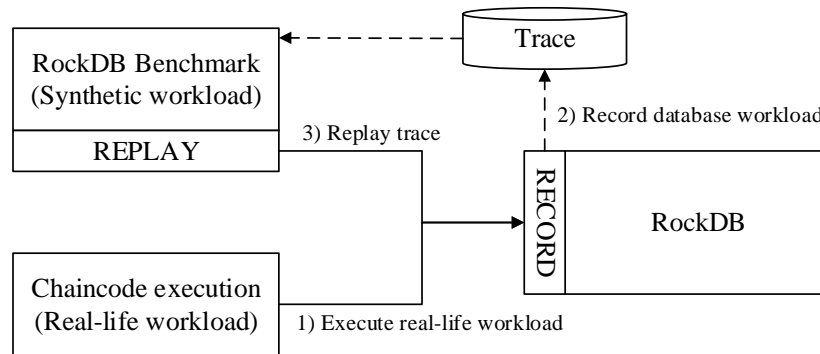 Trace
RockDB Benchmark
(Synthetic workload)
REPLAY
2) Record database workload
3) Replay trace
RECORD
RockDB
Chaincode execution
(Real-life workload)
1) Execute real-life workload